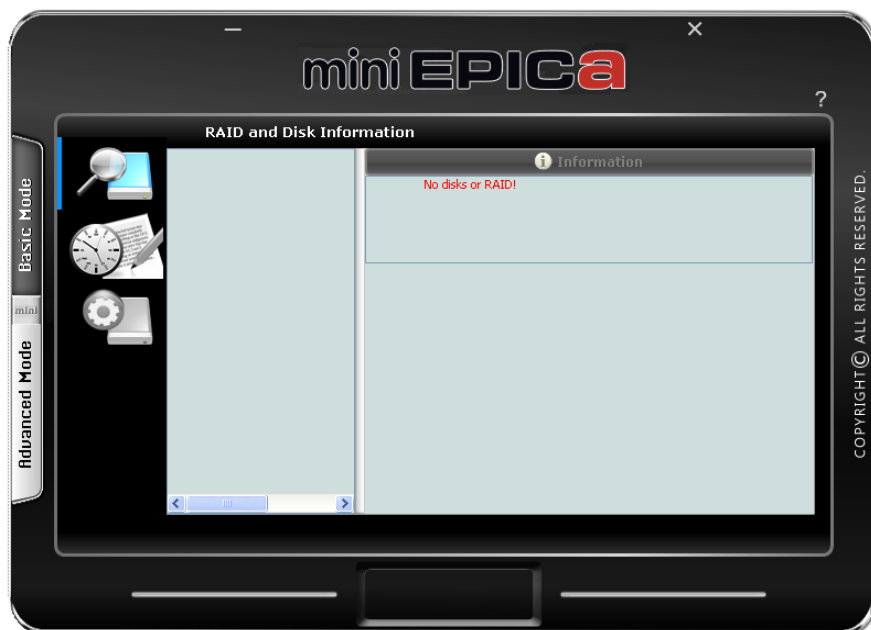 mini EPICa
?
RAID and Disk Information
Information
No disks or RAID!
Basic Mode
mini
Advanced Mode
COPYRIGHT© ALL RIGHTS RESERVED.